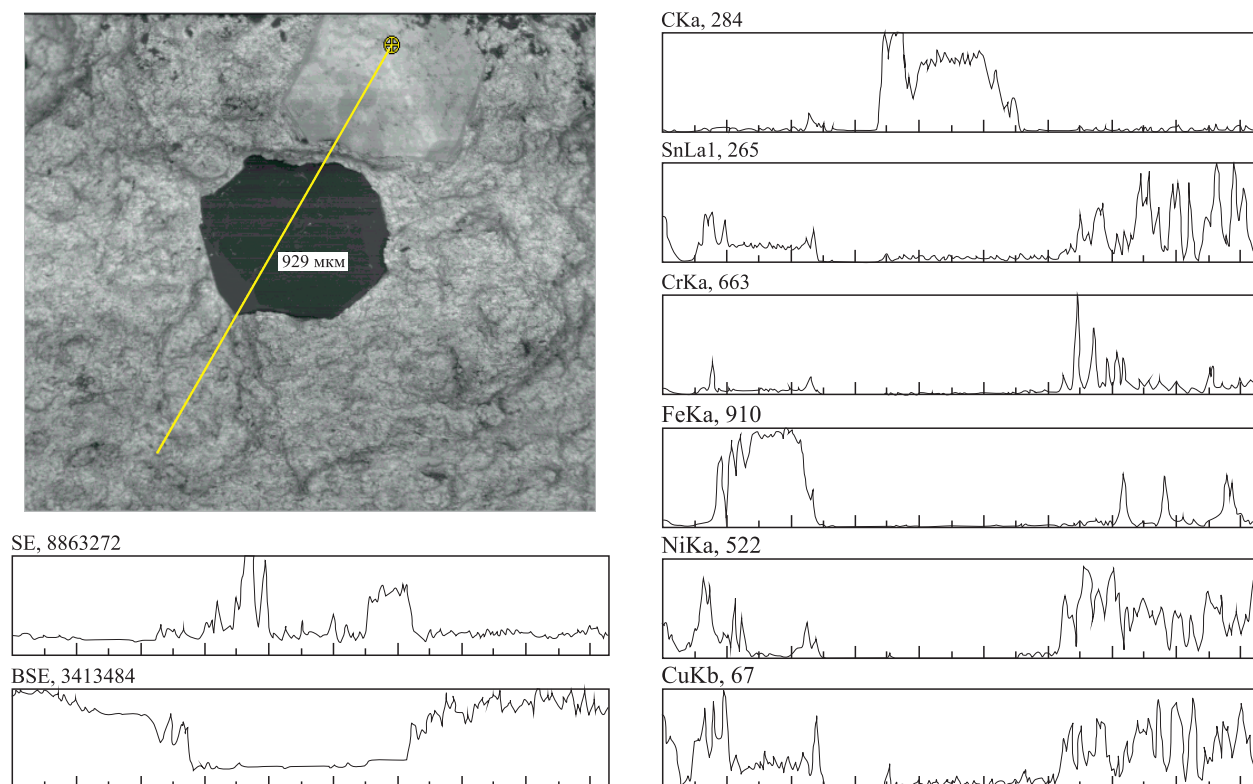 929 мкм
SE, 8863272
BSE, 3413484
CKa, 284
SnLa1, 265
CrKa, 663
FeKa, 910
NiKa, 522
CuKb, 67